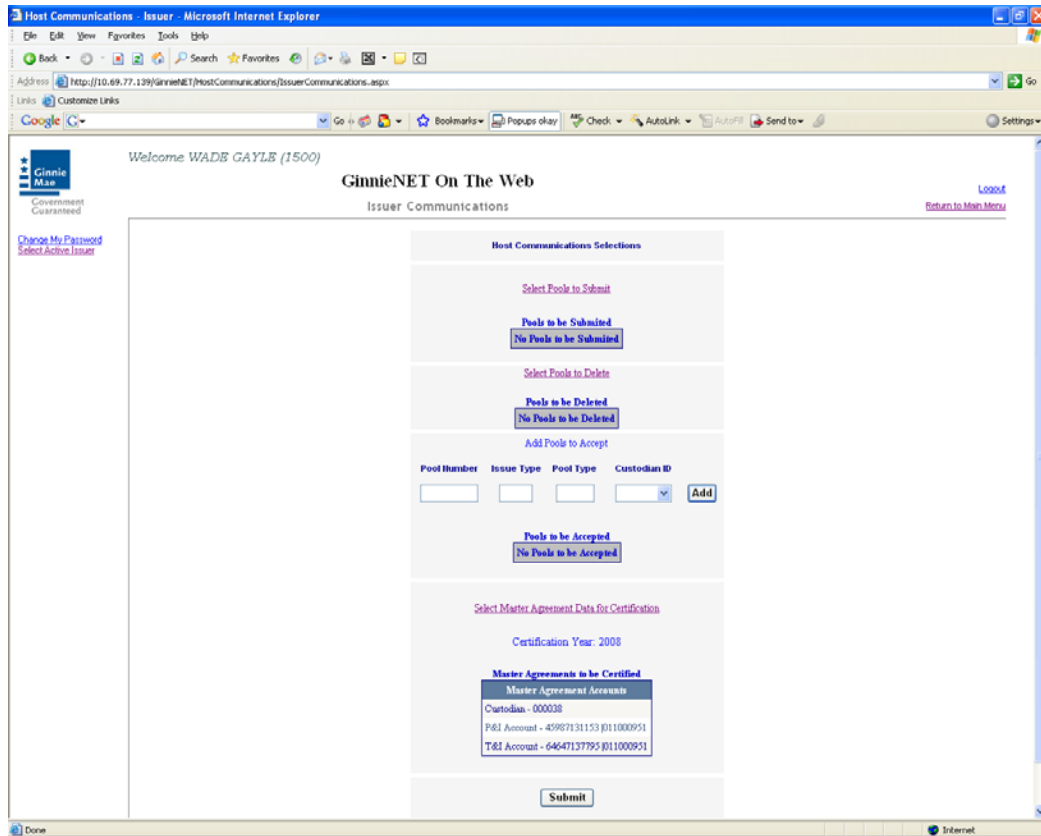 Host Communications - Issuer - Microsoft Internet Explorer
File Edit View Favorites Tools Help
Back Search Favorites
Address http://10.69.77.139/GinnieNET/HostCommunications/IssuerCommunications.aspx Go
Links Customize Links
Google G Go Bookmarks Popups okay Check AutoLink AutoFill Send to Settings
Ginnie
Mae
Government
Guaranteed
Welcome WADE GAYLE (1500)
GinnieNET On The Web
Issuer Communications
Logout
Return to Main Menu
Change My Password
Select Active Issuer
Host Communications Selections
Select Pools to Submit
Pools to be Submited
No Pools to be Submited
Select Pools to Delete
Pools to be Deleted
No Pools to be Deleted
Add Pools to Accept
Pool Number Issue Type Pool Type Custodian ID
Add
Pools to be Accepted
No Pools to be Accepted
Select Master Agreement Data for Certification
Certification Year: 2008
Master Agreements to be Certified
Master Agreement Accounts
Custodian - 000038
P&I Account - 45987131153 |011000951
T&I Account - 64647137795 |011000951
Submit
Done Internet